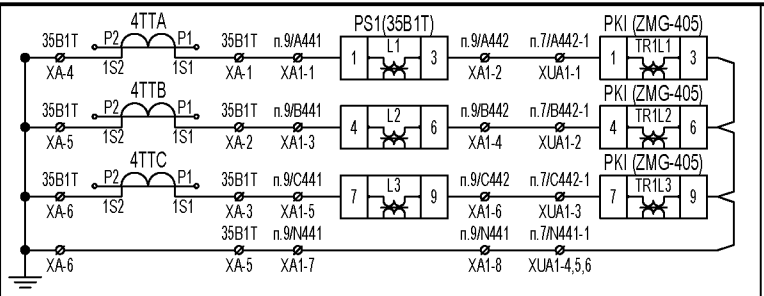 4TTA PS1(35B1T) PKI (ZMG-405)
35B1T P2 P1 35B1T п.9/A441 1 L1 3 п.9/A442 п.7/A442-1 1 TR1L1 3
XA-4 1S2 1S1 XA-1 XA1-1 XA1-2 XUA1-1
4TTB PKI (ZMG-405)
35B1T P2 P1 35B1T п.9/B441 4 L2 6 п.9/B442 п.7/B442-1 4 TR1L2 6
XA-5 1S2 1S1 XA-2 XA1-3 XA1-4 XUA1-2
4TTC PKI (ZMG-405)
35B1T P2 P1 35B1T п.9/C441 7 L3 9 п.9/C442 п.7/C442-1 7 TR1L3 9
XA-6 1S2 1S1 XA-3 XA1-5 XA1-6 XUA1-3
35B1T п.9/N441 п.9/N441 п.7/N441-1
XA-6 XA-5 XA1-7 XA1-8 XUA1-4,5,6